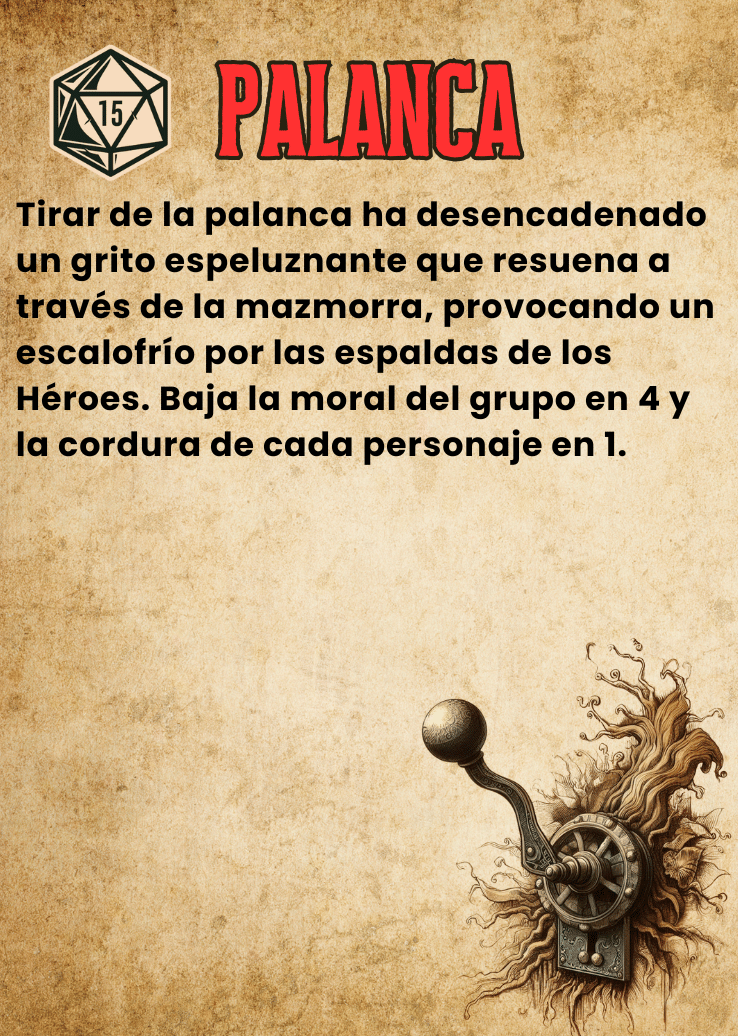 15
PALANCA
Tirar de la palanca ha desencadenado
un grito espeluznante que resuena a
través de la mazmorra, provocando un
escalofrío por las espaldas de los
Héroes. Baja la moral del grupo en 4 y
la cordura de cada personaje en 1.